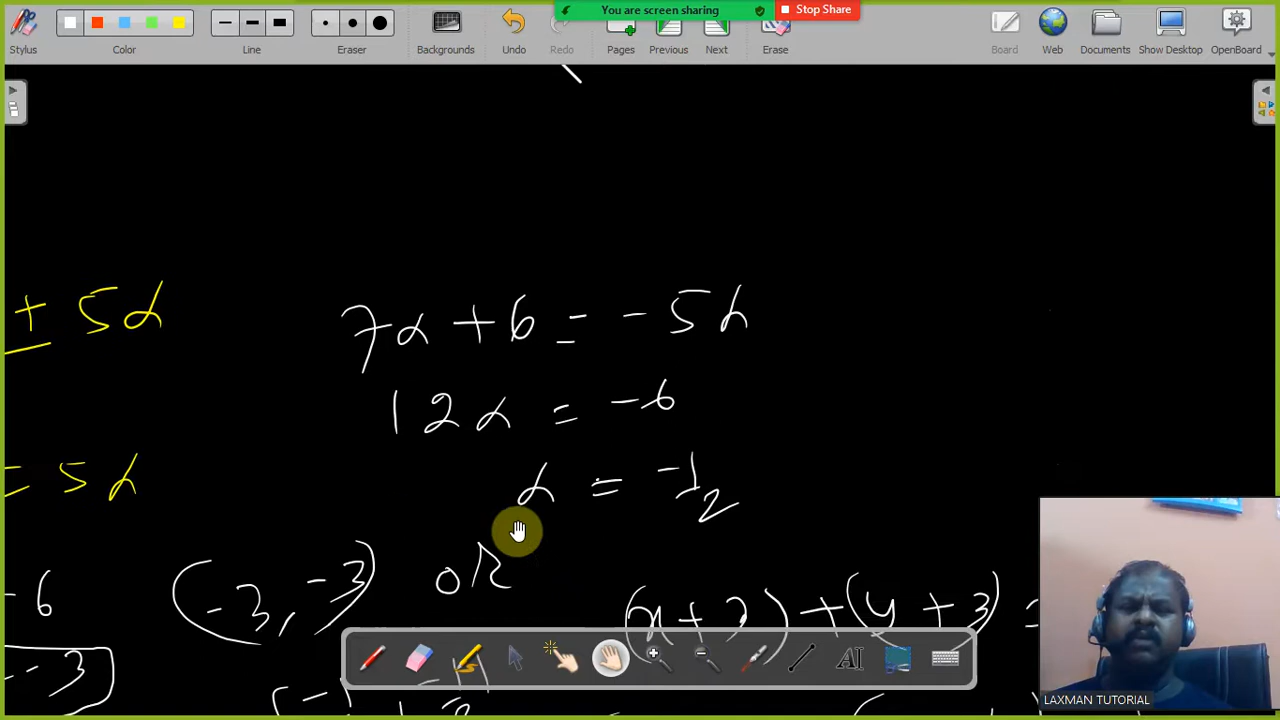 You are screen sharing
Stop Share
Stylus
Color
Line
Eraser
Backgrounds
Undo
Redo
Pages
Previous
Next
Erase
Board
Web
Documents
Show Desktop
OpenBoard
+ 5α
7α + 6 = - 5α
12α = -6
= 5α
α = -1/2
- 6
(-3, -3) OR
(x + 3) + (y + 3) =
- 3
LAXMAN TUTORIAL